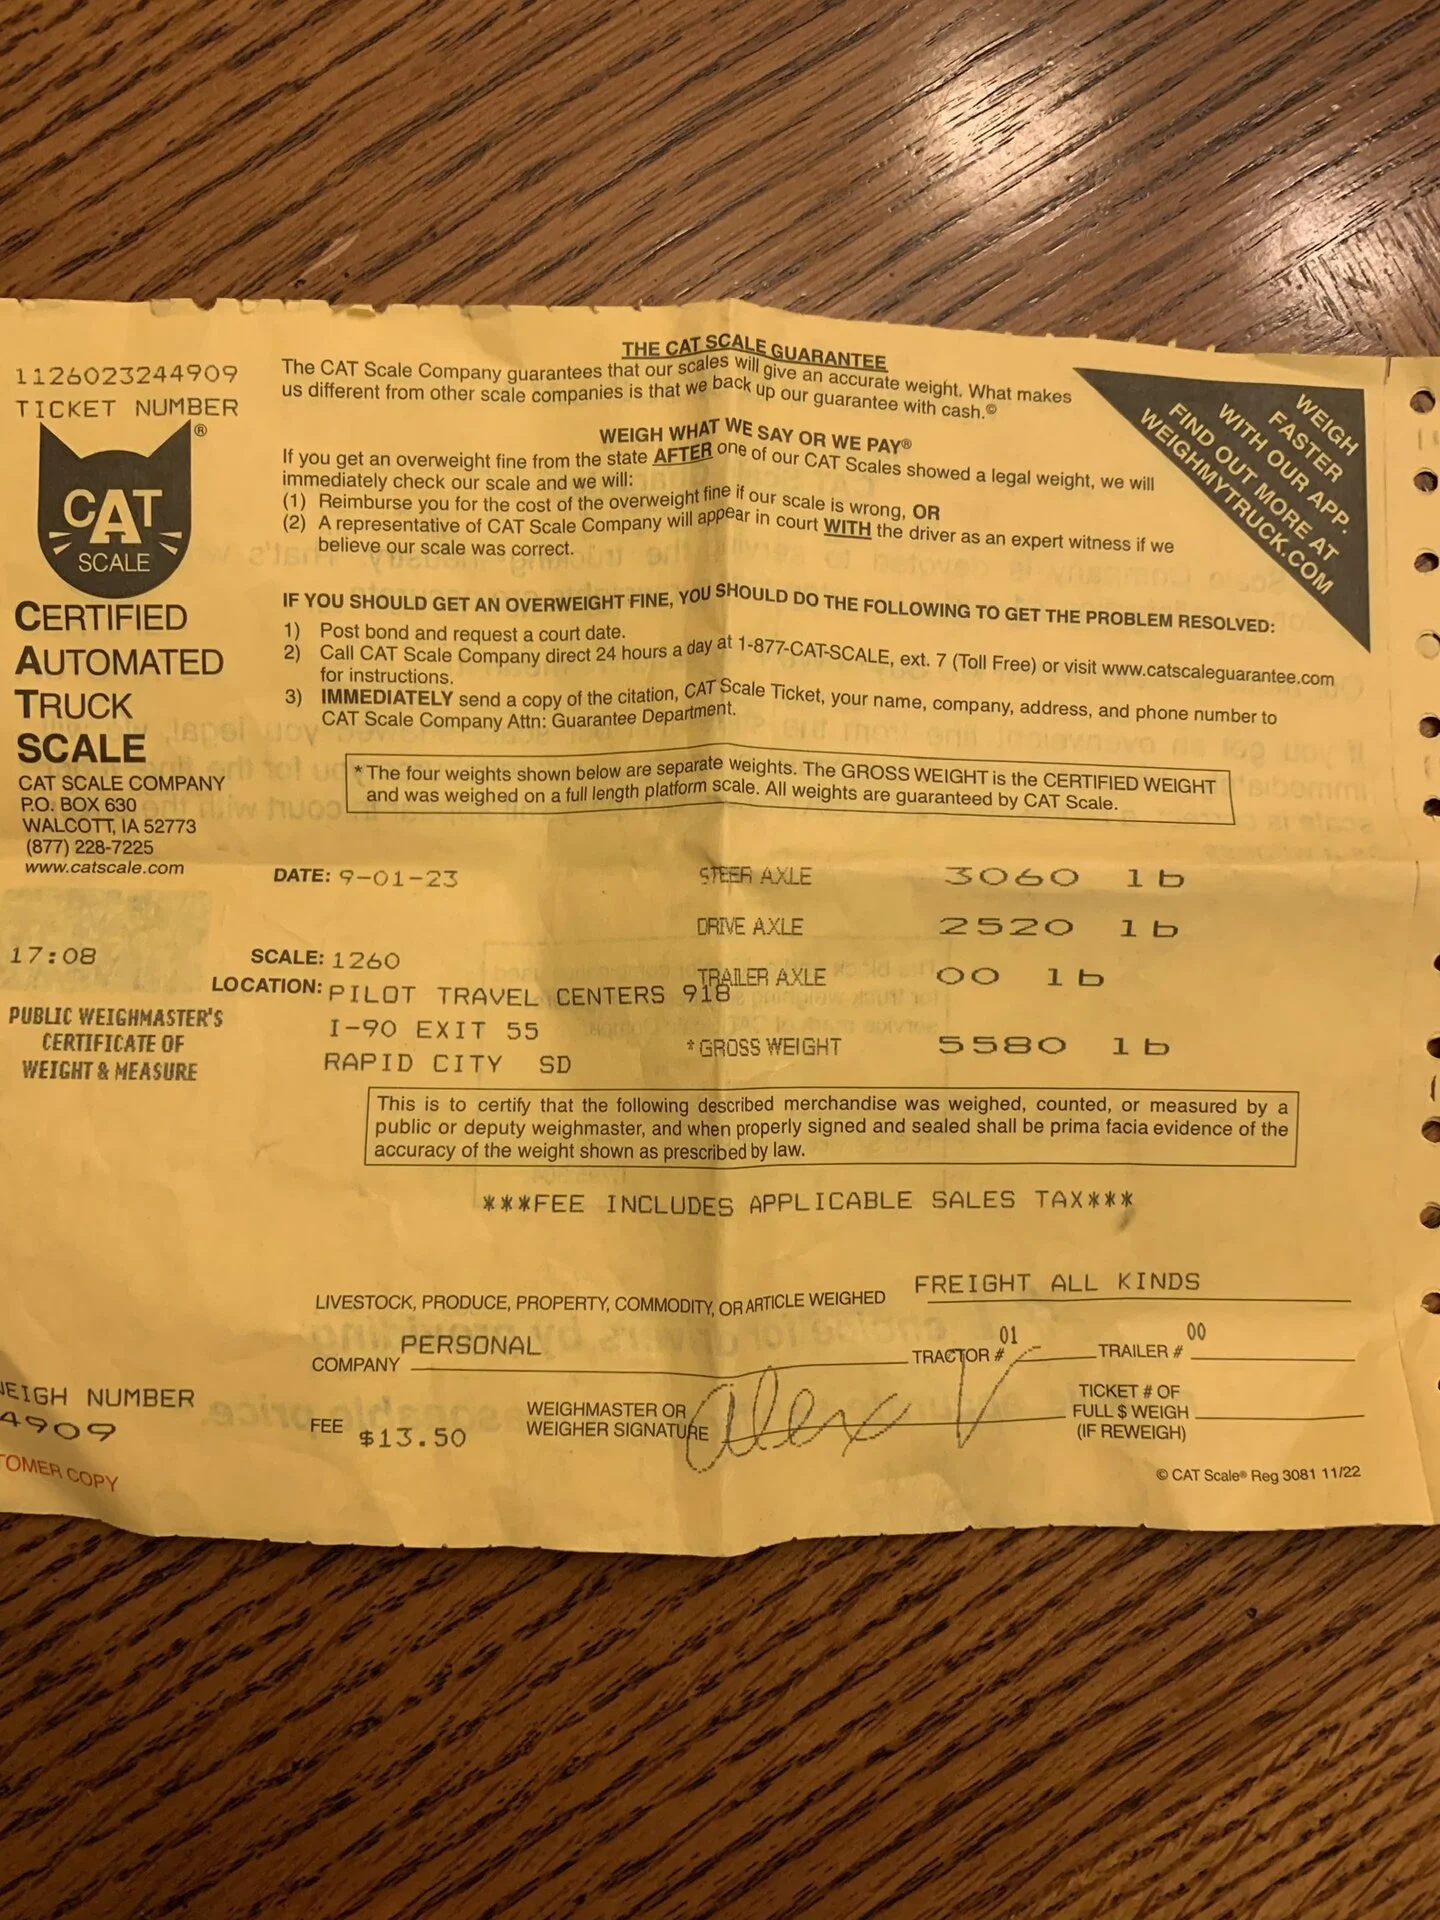 1126023244909
TICKET NUMBER
CAT
SCALE
®
CERTIFIED
AUTOMATED
TRUCK
SCALE
CAT SCALE COMPANY
P.O. BOX 630
WALCOTT, IA 52773
(877) 228-7225
www.catscale.com
THE CAT SCALE GUARANTEE
The CAT Scale Company guarantees that our scales will give an accurate weight. What makes
us different from other scale companies is that we back up our guarantee with cash.©
WEIGH WHAT WE SAY OR WE PAY®
If you get an overweight fine from the state AFTER one of our CAT Scales showed a legal weight, we will
immediately check our scale and we will:
(1) Reimburse you for the cost of the overweight fine if our scale is wrong, OR
(2) A representative of CAT Scale Company will appear in court WITH the driver as an expert witness if we
believe our scale was correct.
WEIGH
FASTER
WITH OUR APP.
FIND OUT MORE AT
WEIGHMYTRUCK.COM
IF YOU SHOULD GET AN OVERWEIGHT FINE, YOU SHOULD DO THE FOLLOWING TO GET THE PROBLEM RESOLVED:
1) Post bond and request a court date.
2) Call CAT Scale Company direct 24 hours a day at 1-877-CAT-SCALE, ext. 7 (Toll Free) or visit www.catscaleguarantee.com
for instructions.
3) IMMEDIATELY send a copy of the citation, CAT Scale Ticket, your name, company, address, and phone number to
CAT Scale Company Attn: Guarantee Department.
* The four weights shown below are separate weights. The GROSS WEIGHT is the CERTIFIED WEIGHT
and was weighed on a full length platform scale. All weights are guaranteed by CAT Scale.
DATE: 9-01-23
STEER AXLE 3060 lb
DRIVE AXLE 2520 lb
17:08
SCALE: 1260
TRAILER AXLE 00 lb
LOCATION: PILOT TRAVEL CENTERS 918
I-90 EXIT 55
*GROSS WEIGHT 5580 lb
RAPID CITY SD
PUBLIC WEIGHMASTER'S
CERTIFICATE OF
WEIGHT & MEASURE
This is to certify that the following described merchandise was weighed, counted, or measured by a
public or deputy weighmaster, and when properly signed and sealed shall be prima facia evidence of the
accuracy of the weight shown as prescribed by law.
***FEE INCLUDES APPLICABLE SALES TAX***
LIVESTOCK, PRODUCE, PROPERTY, COMMODITY, OR ARTICLE WEIGHED FREIGHT ALL KINDS
COMPANY PERSONAL TRACTOR # 01 TRAILER # 00
EIGH NUMBER
4909
FEE $13.50
WEIGHMASTER OR
WEIGHER SIGNATURE Alex V
TICKET # OF
FULL $ WEIGH
(IF REWEIGH)
TOMER COPY
© CAT Scale® Reg 3081 11/22